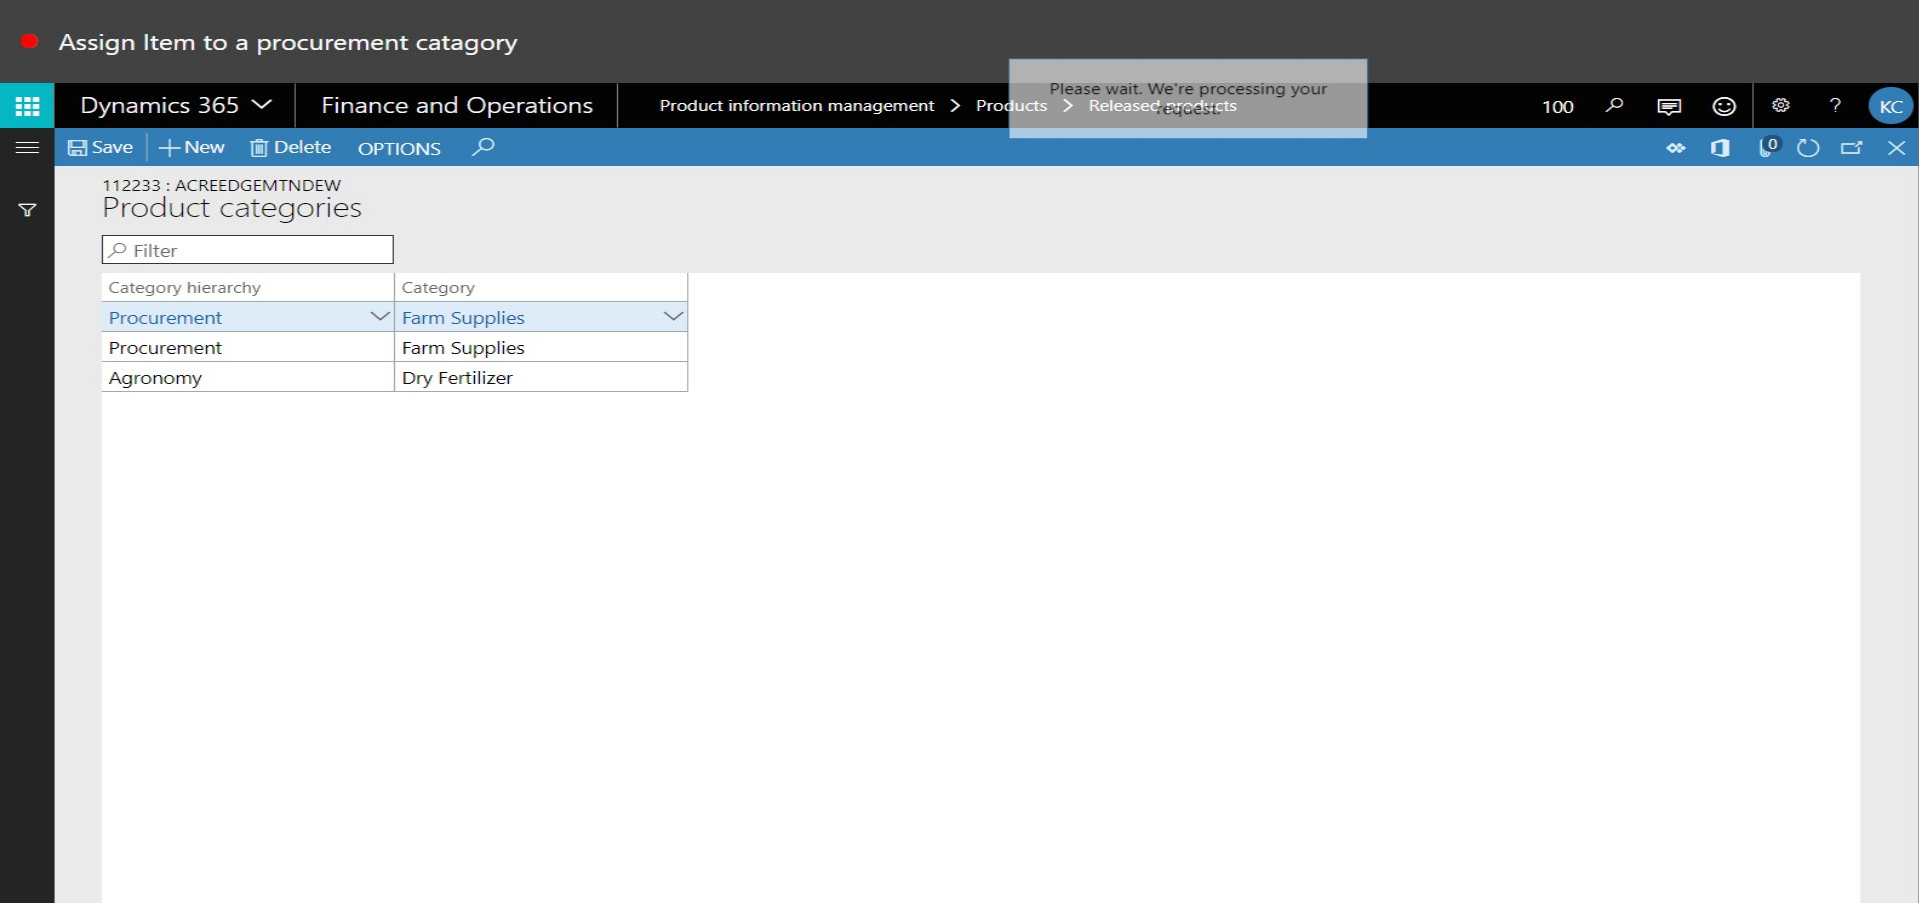 Assign Item to a procurement catagory
Please wait. We're processing your
request.
Dynamics 365
Finance and Operations
Product information management > Products > Released products
100
?
KC
Save
New
Delete
OPTIONS
0
112233 : ACREEDGEMTNDEW
Product categories
Filter
Category hierarchy Category
Procurement Farm Supplies
Procurement Farm Supplies
Agronomy Dry Fertilizer